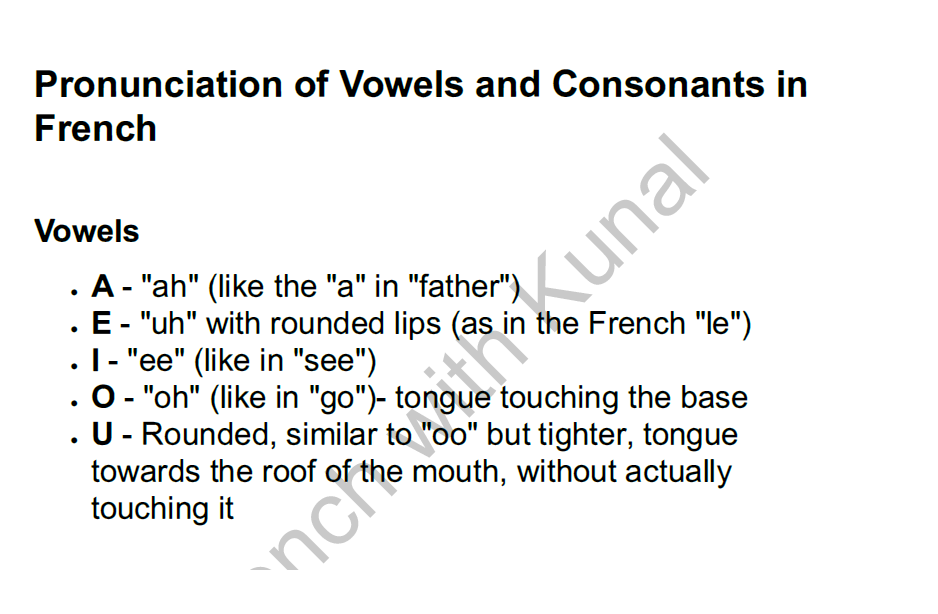 Pronunciation of Vowels and Consonants in
French
Vowels
• A - "ah" (like the "a" in "father")
• E - "uh" with rounded lips (as in the French "le")
• I - "ee" (like in "see")
• O - "oh" (like in "go")- tongue touching the base
• U - Rounded, similar to "oo" but tighter, tongue
towards the roof of the mouth, without actually
touching it
with Kunal